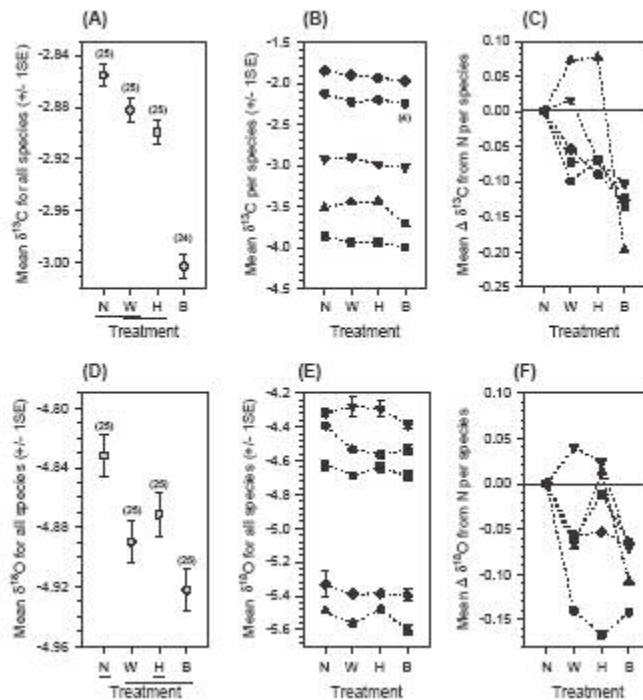 (A)
Mean δ¹³C for all species (+/- 1SE)
-2.84
-2.88
-2.92
-2.96
-3.00
(25)
(25)
(25)
(24)
N W H B
Treatment
(B)
Mean δ¹³C per species (+/- 1SE)
-1.5
-2.0
-2.5
-3.0
-3.5
-4.0
-4.5
(4)
N W H B
Treatment
(C)
Mean Δ δ¹³C from N per species
0.10
0.05
0.00
-0.05
-0.10
-0.15
-0.20
-0.25
N W H B
Treatment
(D)
Mean δ¹⁸O for all species (+/- 1SE)
-4.80
-4.84
-4.88
-4.92
-4.96
(25)
(25)
(25)
(25)
N W H B
Treatment
(E)
Mean δ¹⁸O for all species (+/- 1SE)
-4.2
-4.4
-4.6
-4.8
-5.0
-5.2
-5.4
-5.6
N W H B
Treatment
(F)
Mean Δ δ¹⁸O from N per species
0.10
0.05
0.00
-0.05
-0.10
-0.15
N W H B
Treatment